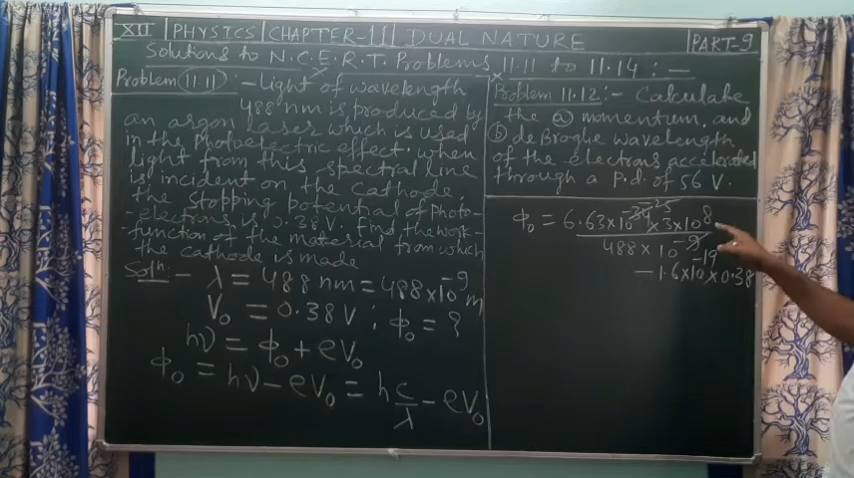 XII PHYSICS CHAPTER-11 DUAL NATURE PART-9
Solutions to N.C.E.R.T. Problems 11.11 to 11.14 :-
Problem 11.11 :- Light of wavelength
488 nm is produced by
an argon laser which is used
in the photoelectric effect. when
light from this spectral line
is incident on the cathode,
the stopping potential of photo-
-electrons is 0.38 V. Find the work-
-function of the material from which
the cathode is made
Solⁿ. - λ = 488 nm = 488×10⁻⁹ m
V₀ = 0.38 V ; ϕ₀ = ?
hν = ϕ₀ + eV₀
ϕ₀ = hν - eV₀ = h c/λ - eV₀
Problem 11.12 :- Calculate
the (a) momentum, and
(b) de Broglie wavelength
of the electrons accelerated
through a p.d. of 56 V.
-25
ϕ₀ = 6.63×10⁻³⁴ × 3×10⁸
488 × 10⁻⁹
- 1.6×10⁻¹⁹ × 0.38